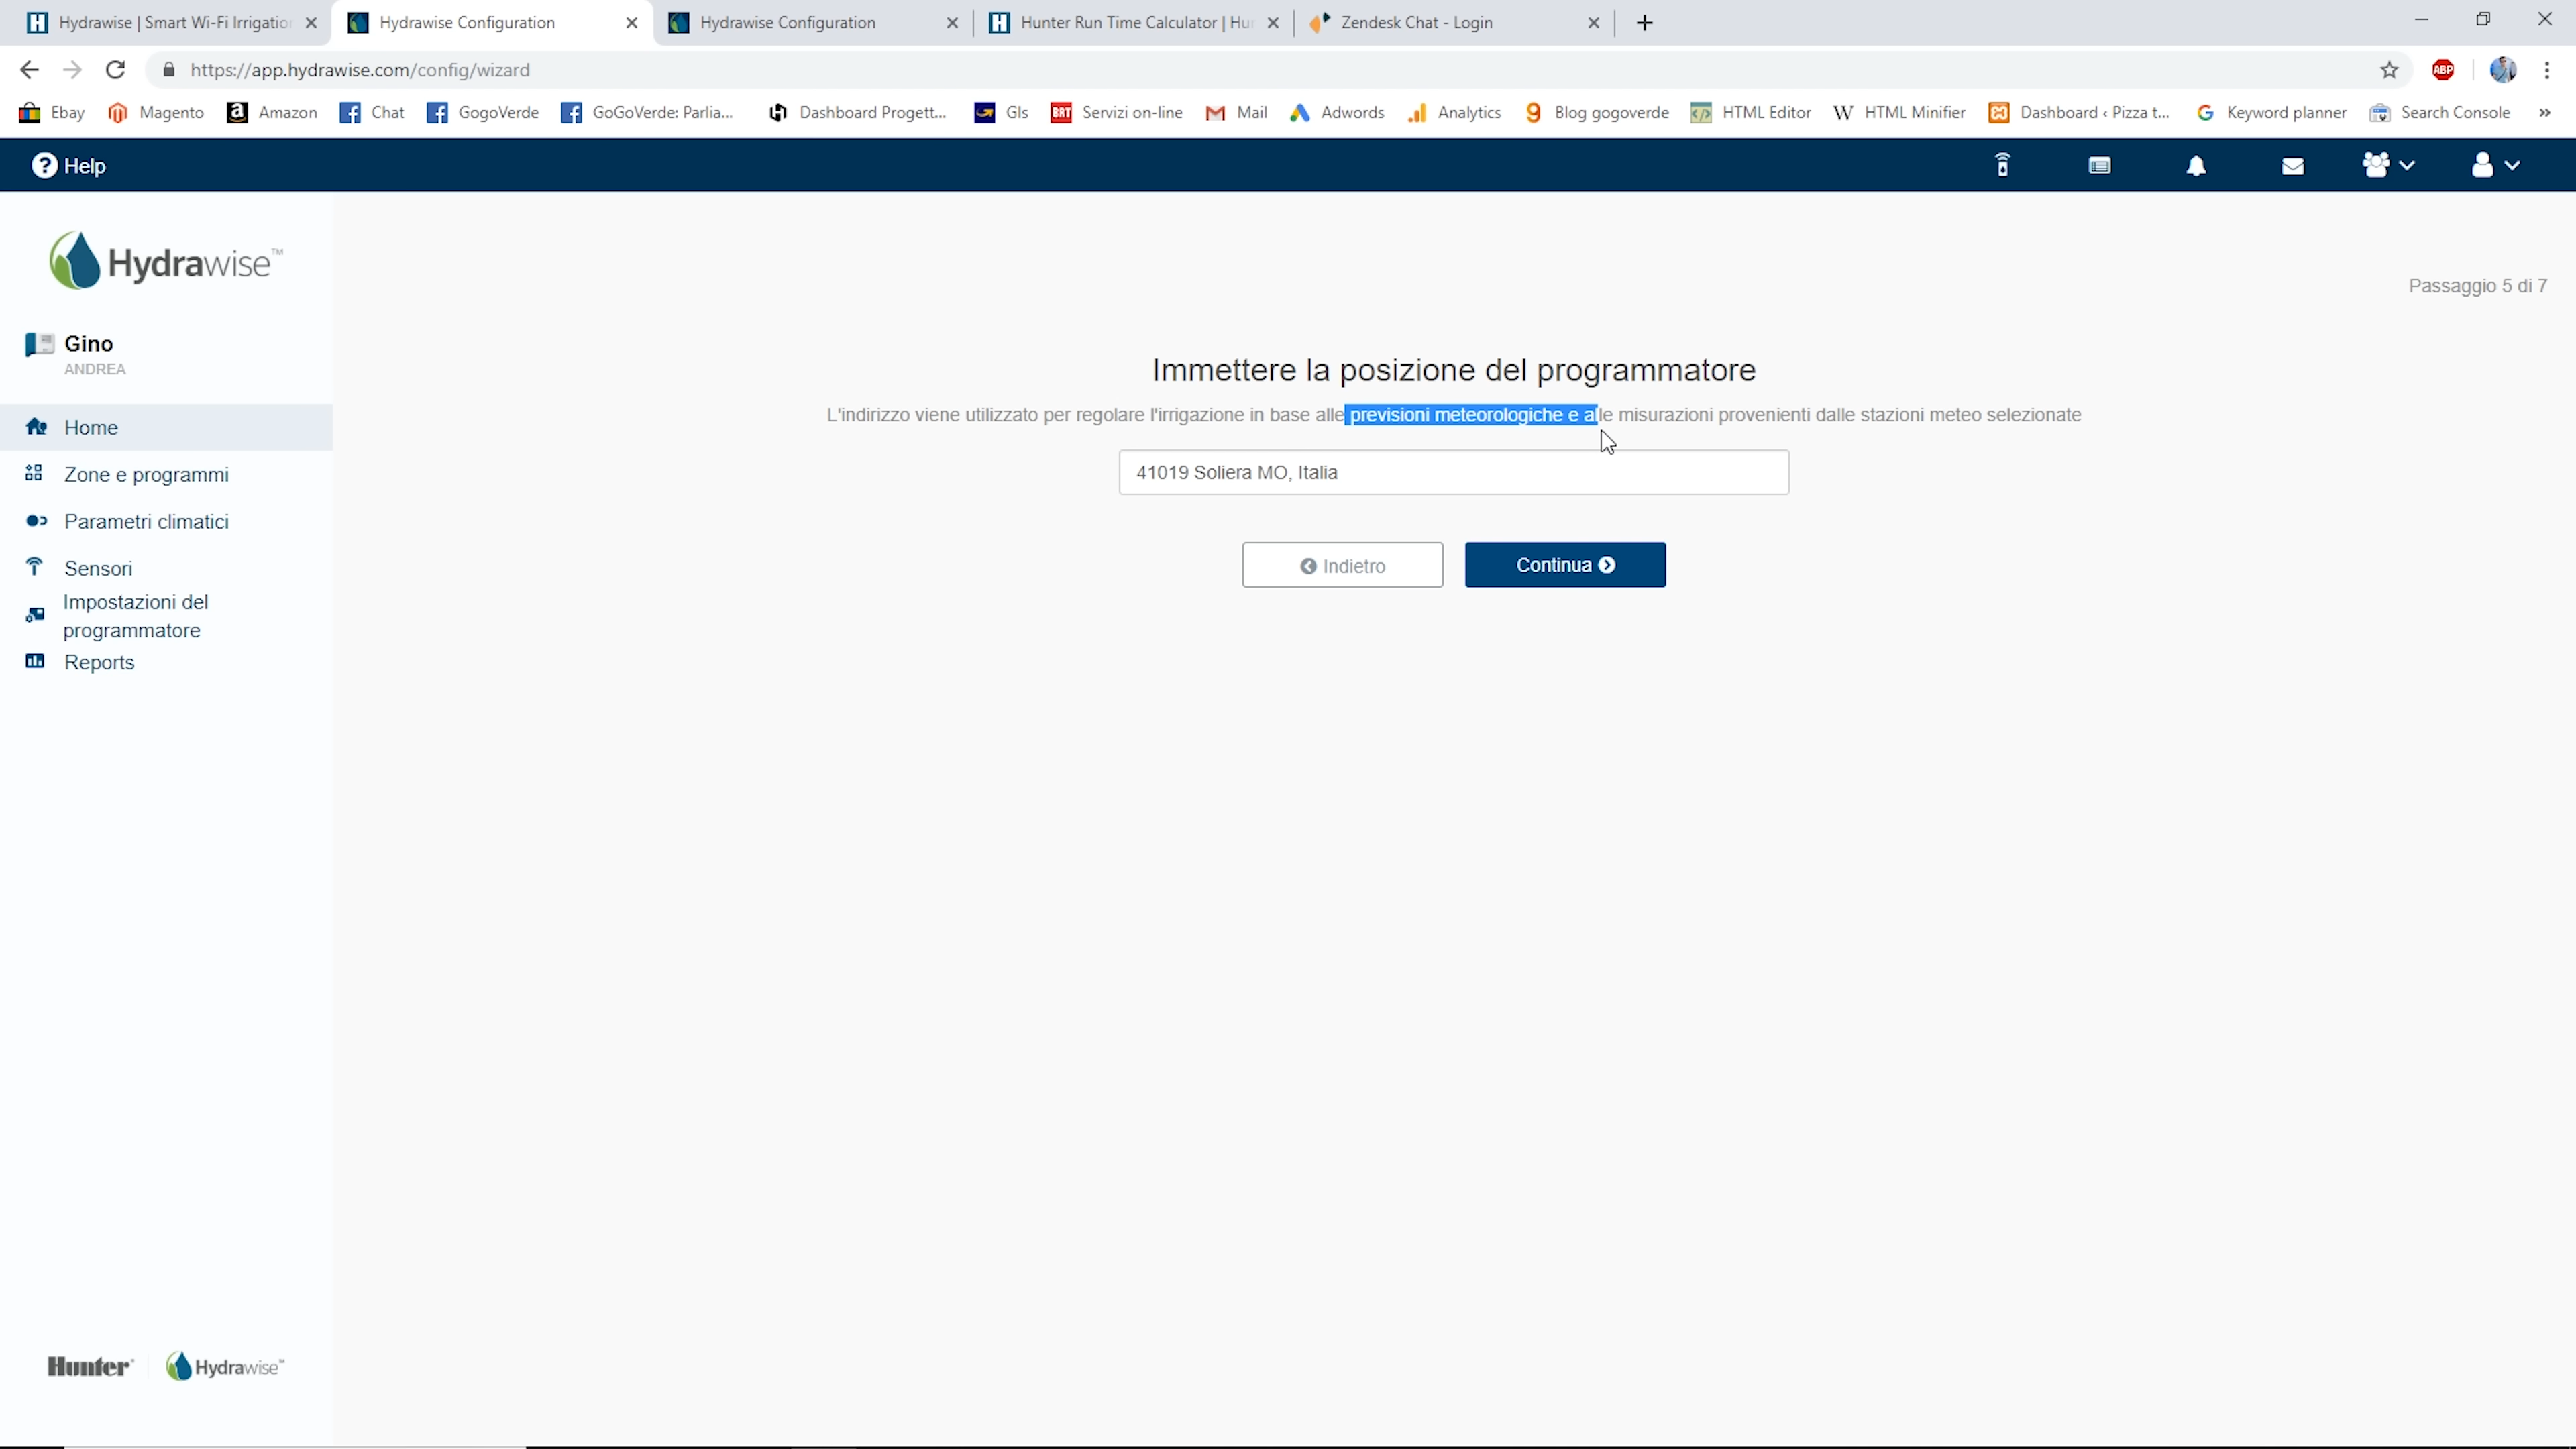 Hydrawise | Smart Wi-Fi Irrigation
Hydrawise Configuration
Hydrawise Configuration
Hunter Run Time Calculator | Hun
Zendesk Chat - Login
https://app.hydrawise.com/config/wizard
ABP
Ebay
Magento
Amazon
Chat
GogoVerde
GoGoVerde: Parlia...
Dashboard Progett...
Gls
BRT
Servizi on-line
Mail
Adwords
Analytics
Blog gogoverde
HTML Editor
HTML Minifier
Dashboard ‹ Pizza t...
Keyword planner
Search Console
Help
Hydrawise™
Gino
ANDREA
Home
Zone e programmi
Parametri climatici
Sensori
Impostazioni del
programmatore
Reports
Passaggio 5 di 7
Immettere la posizione del programmatore
L'indirizzo viene utilizzato per regolare l'irrigazione in base alle previsioni meteorologiche e alle misurazioni provenienti dalle stazioni meteo selezionate
41019 Soliera MO, Italia
Indietro
Continua
Hunter®
Hydrawise™